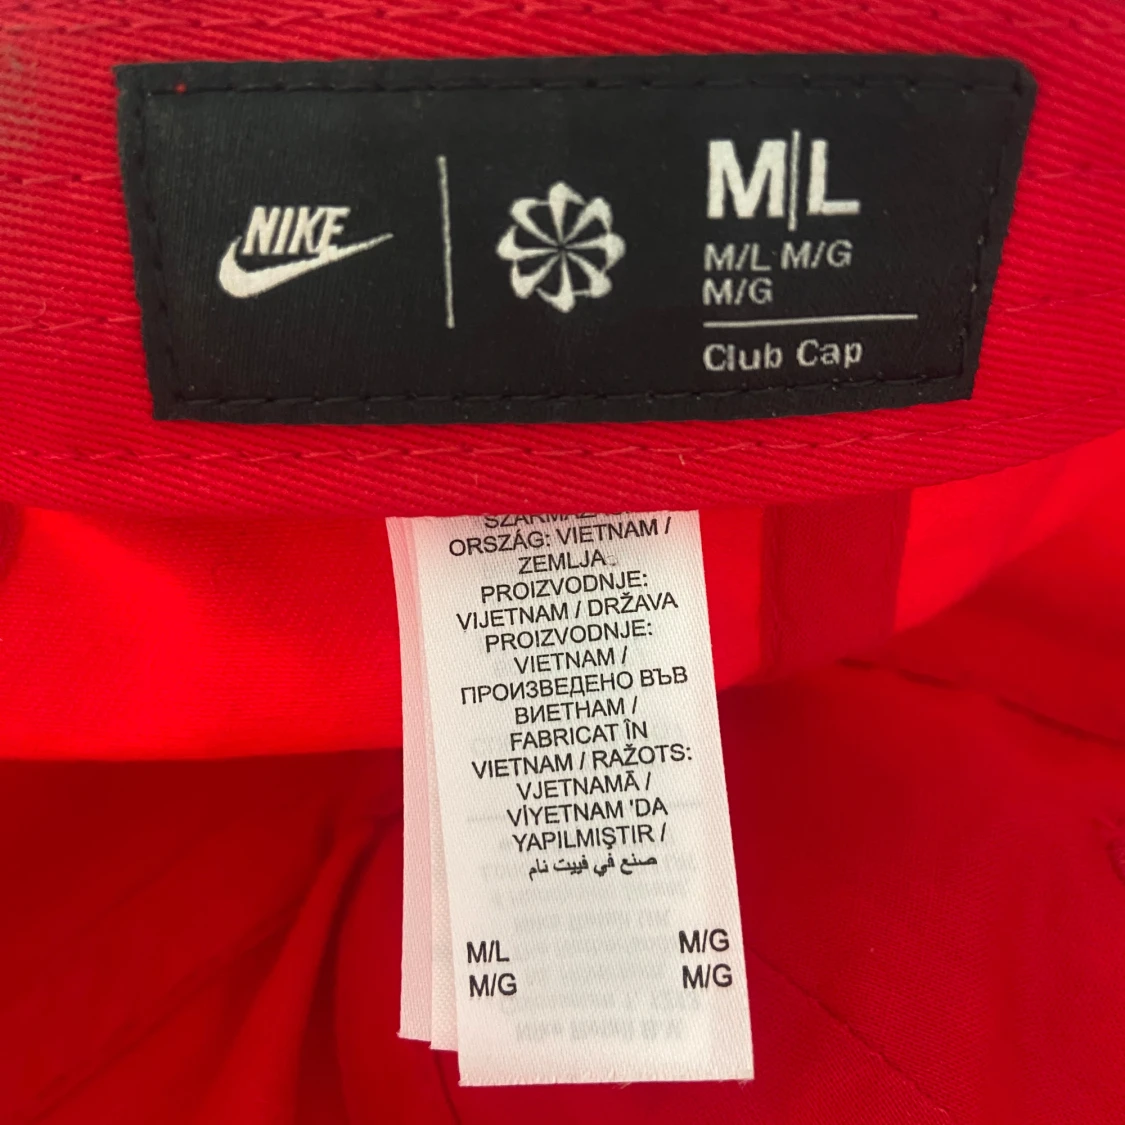 NIKE
M|L
M/L M/G
M/G
Club Cap
ORSZÁG: VIETNAM /
ZEMLJA
PROIZVODNJE:
VIJETNAM / DRŽAVA
PROIZVODNJE:
VIETNAM /
ПРОИЗВЕДЕНО ВЪВ
ВИЕТНАМ /
FABRICAT ÎN
VIETNAM / RAŽOTS:
VJETNAMĀ /
VİYETNAM 'DA
YAPILMIŞTIR /
صنع في فييت نام
M/L M/G
M/G M/G